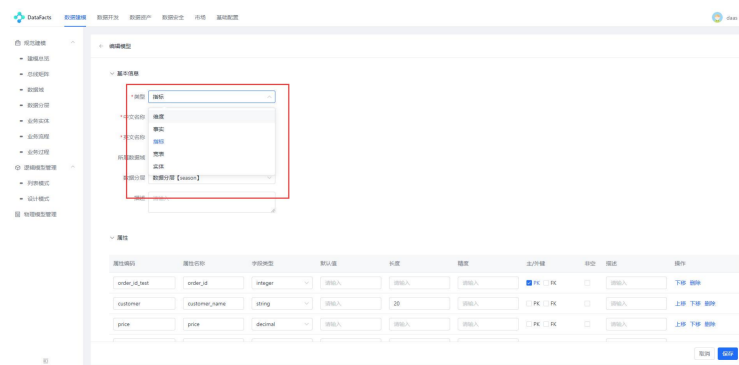 DataFacts 数据建模 数据开发 数据资产 数据安全 市场 基础配置 daas
规范建模
建模总览
总线矩阵
数据域
数据分层
业务实体
业务流程
业务过程
逻辑模型管理
列表模式
设计模式
物理模型管理
← 编辑模型
基本信息
*类型 指标
*中文名称 维度
事实
*英文名称 指标
所属数据域 宽表
实体
数据分层 数据分层【season】
描述 请输入
属性
属性编码 属性名称 字段类型 默认值 长度 精度 主/外键 非空 描述 操作
order_id_test order_id integer 请输入 请输入 请输入 PK FK 请输入 下移 删除
customer customer_name string 请输入 20 请输入 PK FK 请输入 上移 下移 删除
price price decimal 请输入 请输入 请输入 PK FK 请输入 上移 下移 删除
取消 保存